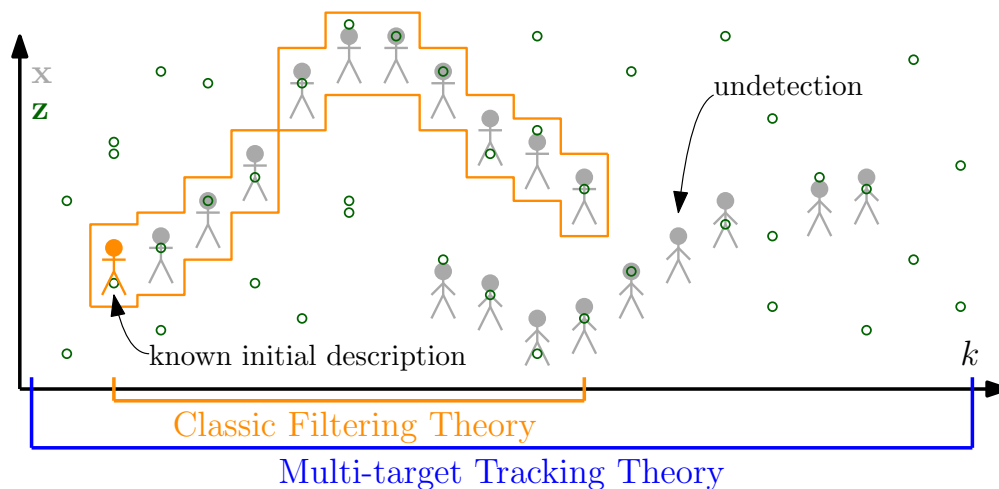 x
z
undetection
known initial description
k
Classic Filtering Theory
Multi-target Tracking Theory